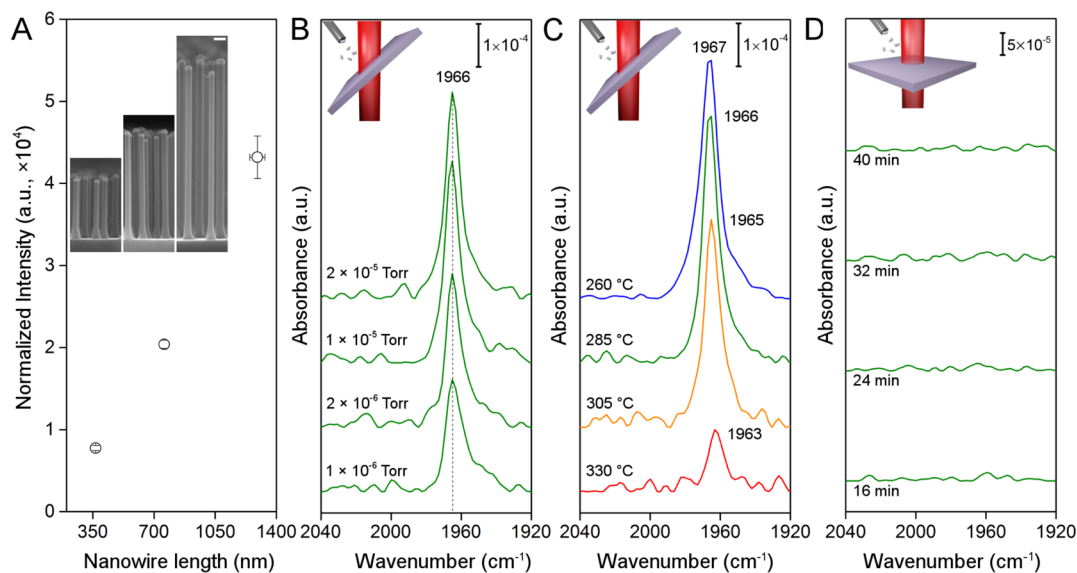 A
Normalized Intensity (a.u., ×10⁴)
6
5
4
3
2
1
0
350 700 1050 1400
Nanowire length (nm)
B
1×10⁻⁴
1966
Absorbance (a.u.)
2 × 10⁻⁵ Torr
1 × 10⁻⁵ Torr
2 × 10⁻⁶ Torr
1 × 10⁻⁶ Torr
2040 2000 1960 1920
Wavenumber (cm⁻¹)
C
1967
1×10⁻⁴
1966
1965
1963
Absorbance (a.u.)
260 °C
285 °C
305 °C
330 °C
2040 2000 1960 1920
Wavenumber (cm⁻¹)
D
5×10⁻⁵
Absorbance (a.u.)
40 min
32 min
24 min
16 min
2040 2000 1960 1920
Wavenumber (cm⁻¹)